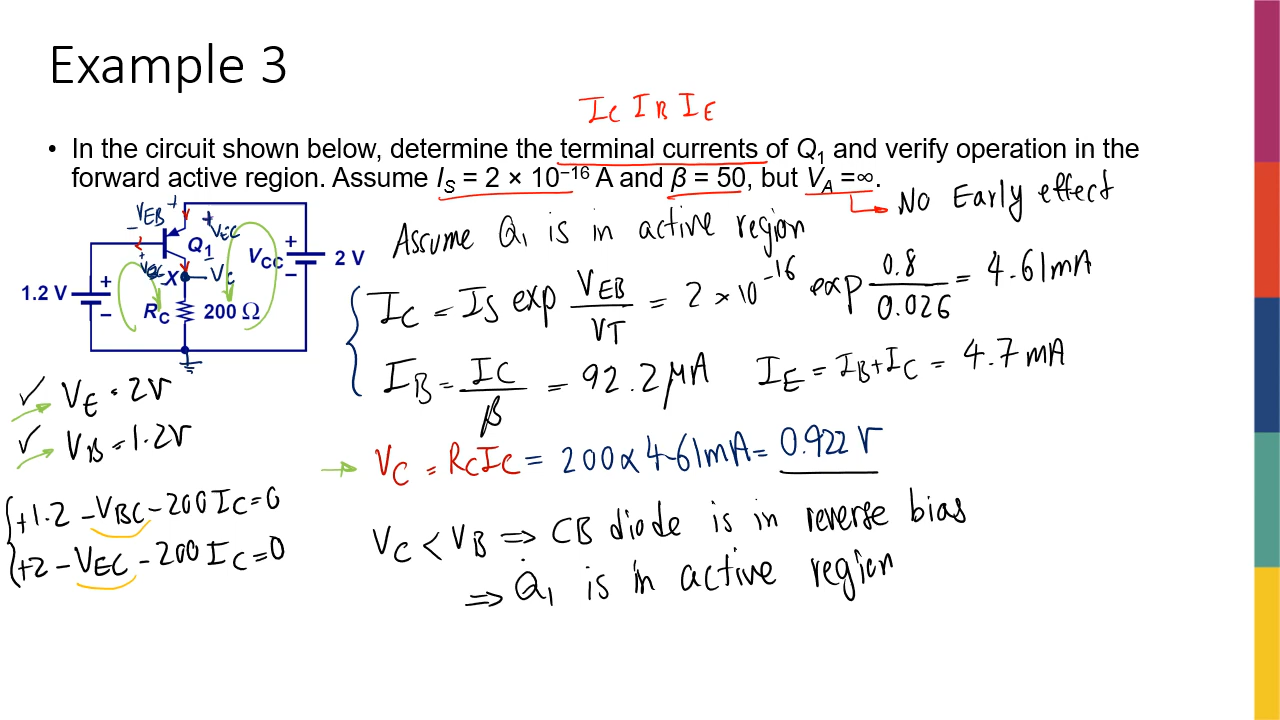 Example 3
I_C I_B I_E
• In the circuit shown below, determine the terminal currents of Q₁ and verify operation in the
forward active region. Assume I_S = 2 × 10⁻¹⁶ A and β = 50, but V_A =∞.
No Early effect
Assume Q₁ is in active region
V_EB + −
+ V_EC
Q₁
V_BC +
X V_C
V_CC + −
2 V
1.2 V + −
R_C 200 Ω
I_C = I_S exp V_EB / V_T = 2 × 10⁻¹⁶ exp 0.8 / 0.026 = 4.61mA
I_B = I_C / β = 92.2 μA I_E = I_B + I_C = 4.7 mA
✓ V_E = 2V
✓ V_B = 1.2V
V_C = R_C I_C = 200 × 4.61mA = 0.922 V
{ +1.2 − V_BC − 200 I_C = 0
+2 − V_EC − 200 I_C = 0
V_C < V_B ⇒ CB diode is in reverse bias
⇒ Q₁ is in active region